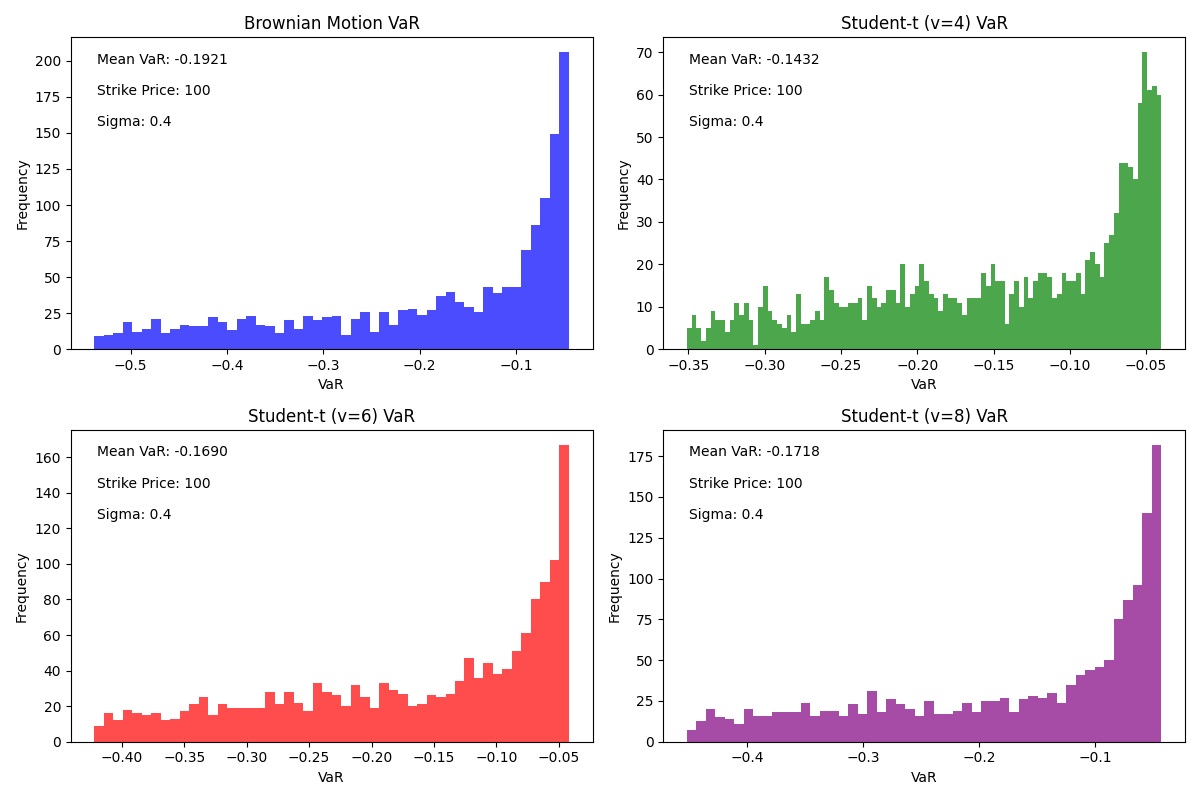 Brownian Motion VaR
Mean VaR: -0.1921
Strike Price: 100
Sigma: 0.4
Frequency
200
175
150
125
100
75
50
25
0
−0.5 −0.4 −0.3 −0.2 −0.1
VaR
Student-t (v=4) VaR
Mean VaR: -0.1432
Strike Price: 100
Sigma: 0.4
Frequency
70
60
50
40
30
20
10
0
−0.35 −0.30 −0.25 −0.20 −0.15 −0.10 −0.05
VaR
Student-t (v=6) VaR
Mean VaR: -0.1690
Strike Price: 100
Sigma: 0.4
Frequency
160
140
120
100
80
60
40
20
0
−0.40 −0.35 −0.30 −0.25 −0.20 −0.15 −0.10 −0.05
VaR
Student-t (v=8) VaR
Mean VaR: -0.1718
Strike Price: 100
Sigma: 0.4
Frequency
175
150
125
100
75
50
25
0
−0.4 −0.3 −0.2 −0.1
VaR